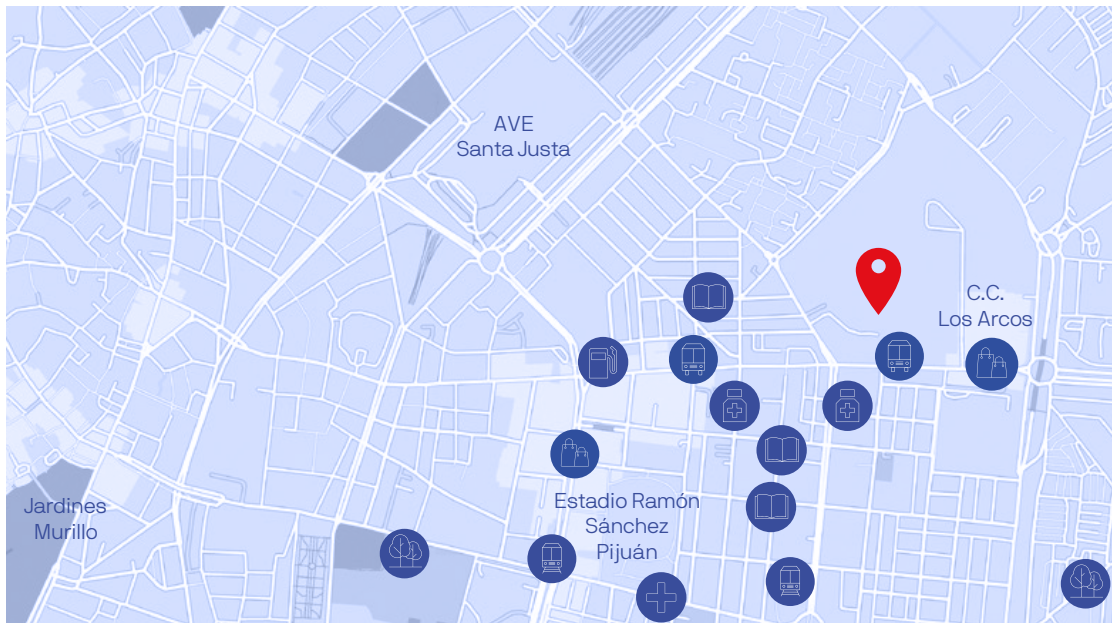 AVE
Santa Justa
C.C.
Los Arcos
Jardines
Murillo
Estadio Ramón
Sánchez
Pijuán